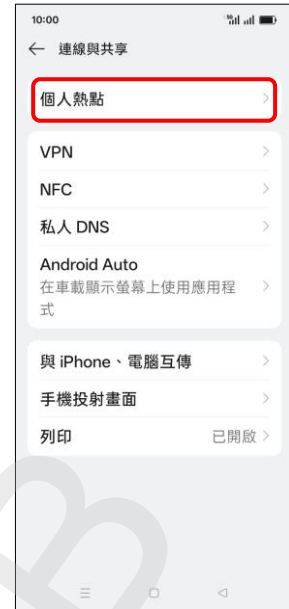 10:00
連線與共享
個人熱點
VPN
NFC
私人 DNS
Android Auto
在車載顯示螢幕上使用應用程
式
與 iPhone、電腦互傳
手機投射畫面
列印 已開啟